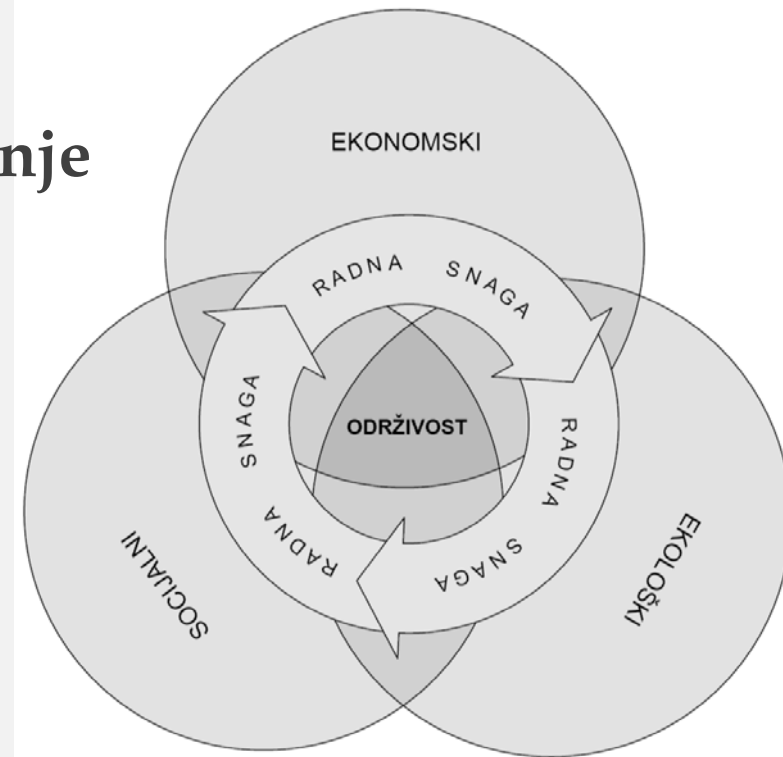 nje
EKONOMSKI
RADNA SNAGA
RADNA SNAGA
RADNA SNAGA
ODRŽIVOST
SOCIJALNI
EKOLOŠKI